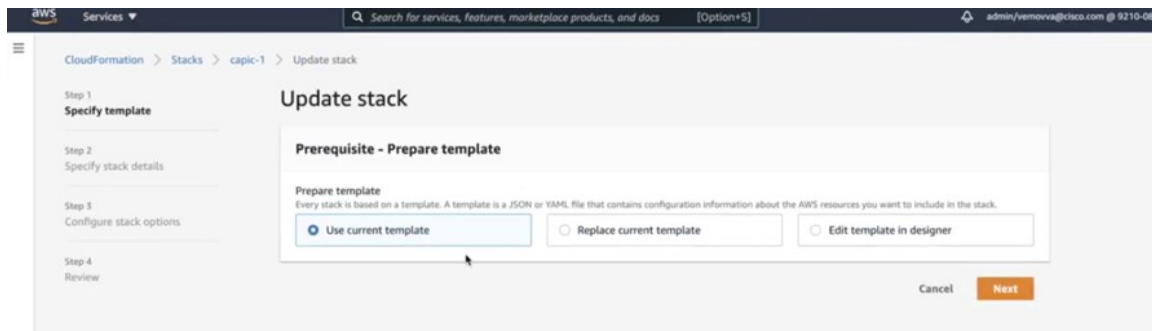 aws
Services ▼
Search for services, features, marketplace products, and docs
[Option+S]
admin/vemovva@cisco.com @ 9210-08
CloudFormation > Stacks > capic-1 > Update stack
Step 1
Specify template
Step 2
Specify stack details
Step 3
Configure stack options
Step 4
Review
Update stack
Prerequisite - Prepare template
Prepare template
Every stack is based on a template. A template is a JSON or YAML file that contains configuration information about the AWS resources you want to include in the stack.
Use current template
Replace current template
Edit template in designer
Cancel
Next